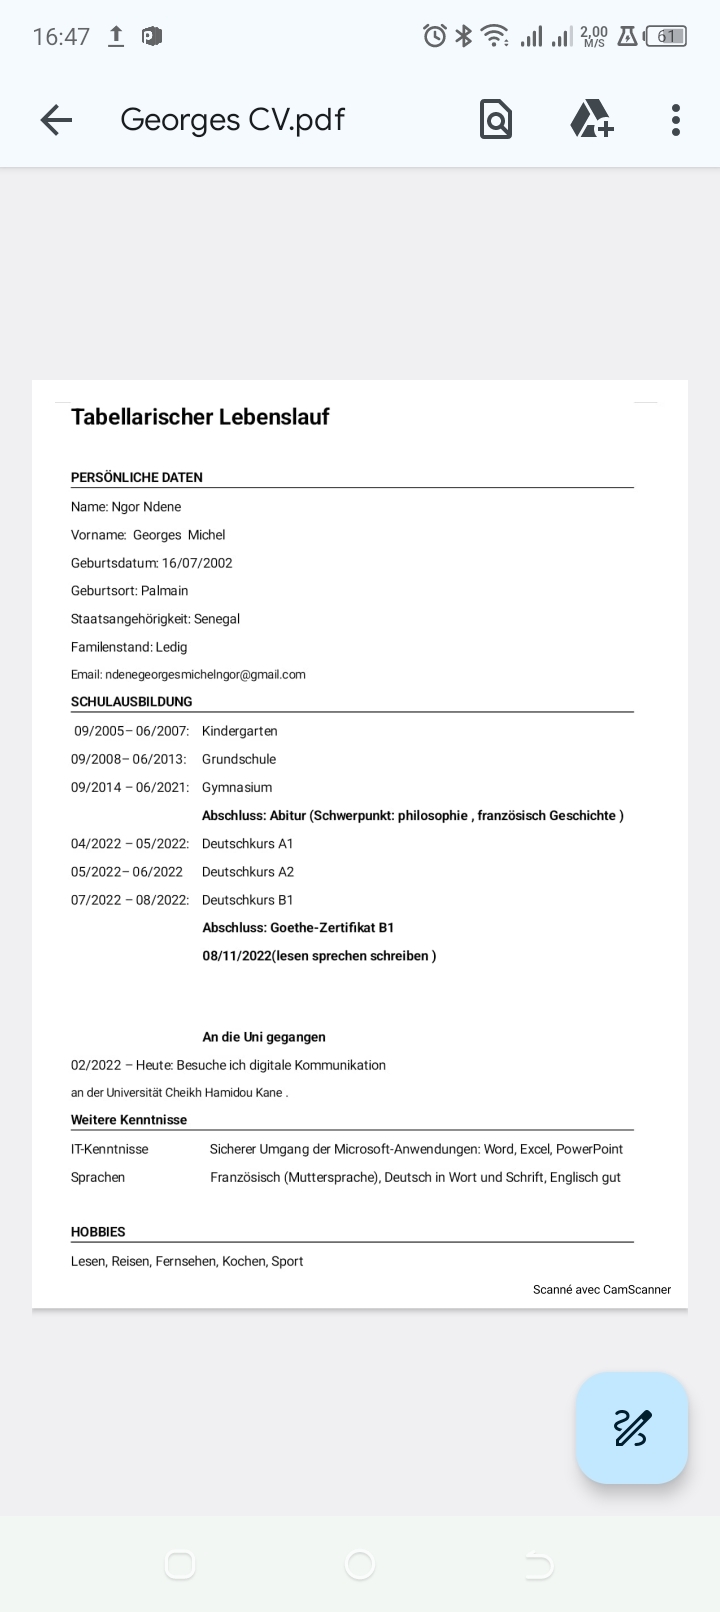 16:47 2,00 M/S 61
Georges CV.pdf
Tabellarischer Lebenslauf
PERSÖNLICHE DATEN
Name: Ngor Ndene
Vorname: Georges Michel
Geburtsdatum: 16/07/2002
Geburtsort: Palmain
Staatsangehörigkeit: Senegal
Familenstand: Ledig
Email: ndenegeorgesmichelngor@gmail.com
SCHULAUSBILDUNG
09/2005– 06/2007: Kindergarten
09/2008– 06/2013: Grundschule
09/2014 – 06/2021: Gymnasium
Abschluss: Abitur (Schwerpunkt: philosophie , französisch Geschichte )
04/2022 – 05/2022: Deutschkurs A1
05/2022– 06/2022 Deutschkurs A2
07/2022 – 08/2022: Deutschkurs B1
Abschluss: Goethe-Zertifikat B1
08/11/2022(lesen sprechen schreiben )
An die Uni gegangen
02/2022 – Heute: Besuche ich digitale Kommunikation
an der Universität Cheikh Hamidou Kane .
Weitere Kenntnisse
IT-Kenntnisse Sicherer Umgang der Microsoft-Anwendungen: Word, Excel, PowerPoint
Sprachen Französisch (Muttersprache), Deutsch in Wort und Schrift, Englisch gut
HOBBIES
Lesen, Reisen, Fernsehen, Kochen, Sport
Scanné avec CamScanner